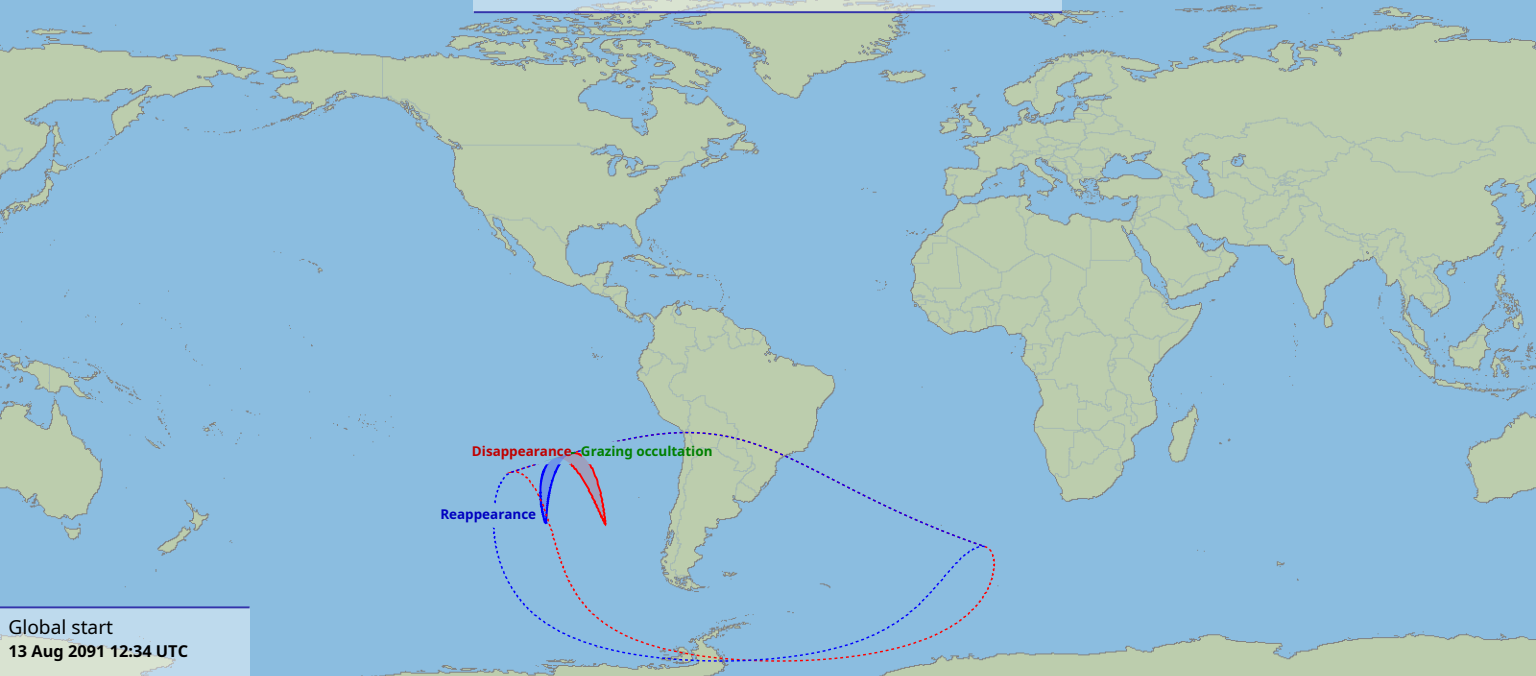 Disappearance
Grazing occultation
Reappearance
Global start
13 Aug 2091 12:34 UTC